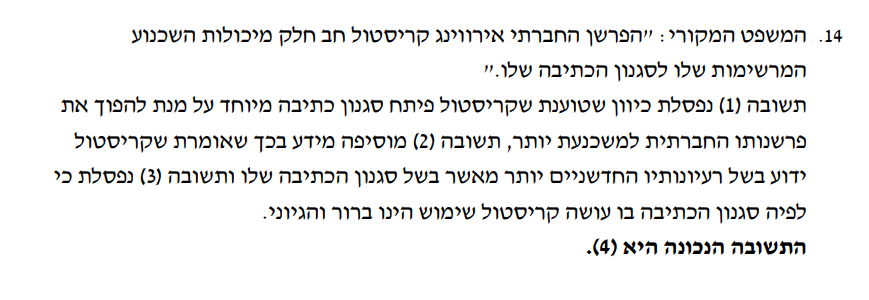 14. המשפט המקורי: "הפרשן החברתי אירווינג קריסטול חב חלק מיכולות השכנוע
המרשימות שלו לסגנון הכתיבה שלו."
תשובה (1) נפסלת כיוון שטוענת שקריסטול פיתח סגנון כתיבה מיוחד על מנת להפוך את
פרשנותו החברתית למשכנעת יותר, תשובה (2) מוסיפה מידע בכך שאומרת שקריסטול
ידוע בשל רעיונותיו החדשניים יותר מאשר בשל סגנון הכתיבה שלו ותשובה (3) נפסלת כי
לפיה סגנון הכתיבה בו עושה קריסטול שימוש הינו ברור והגיוני.
התשובה הנכונה היא (4).